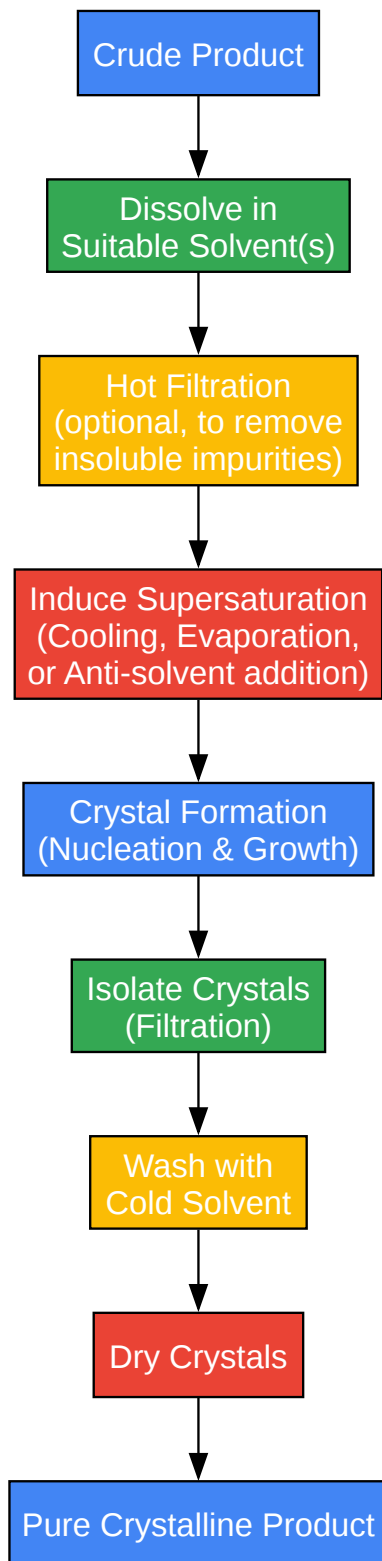 Crude Product
Dissolve in
Suitable Solvent(s)
Hot Filtration
(optional, to remove
insoluble impurities)
Induce Supersaturation
(Cooling, Evaporation,
or Anti-solvent addition)
Crystal Formation
(Nucleation & Growth)
Isolate Crystals
(Filtration)
Wash with
Cold Solvent
Dry Crystals
Pure Crystalline Product